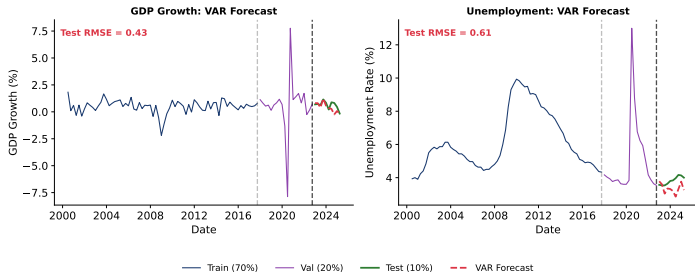 GDP Growth: VAR Forecast
Test RMSE = 0.43
GDP Growth (%)
7.5
5.0
2.5
0.0
−2.5
−5.0
−7.5
2000 2004 2008 2012 2016 2020 2024
Date
Unemployment: VAR Forecast
Test RMSE = 0.61
Unemployment Rate (%)
12
10
8
6
4
2000 2004 2008 2012 2016 2020 2024
Date
Train (70%) Val (20%) Test (10%) VAR Forecast